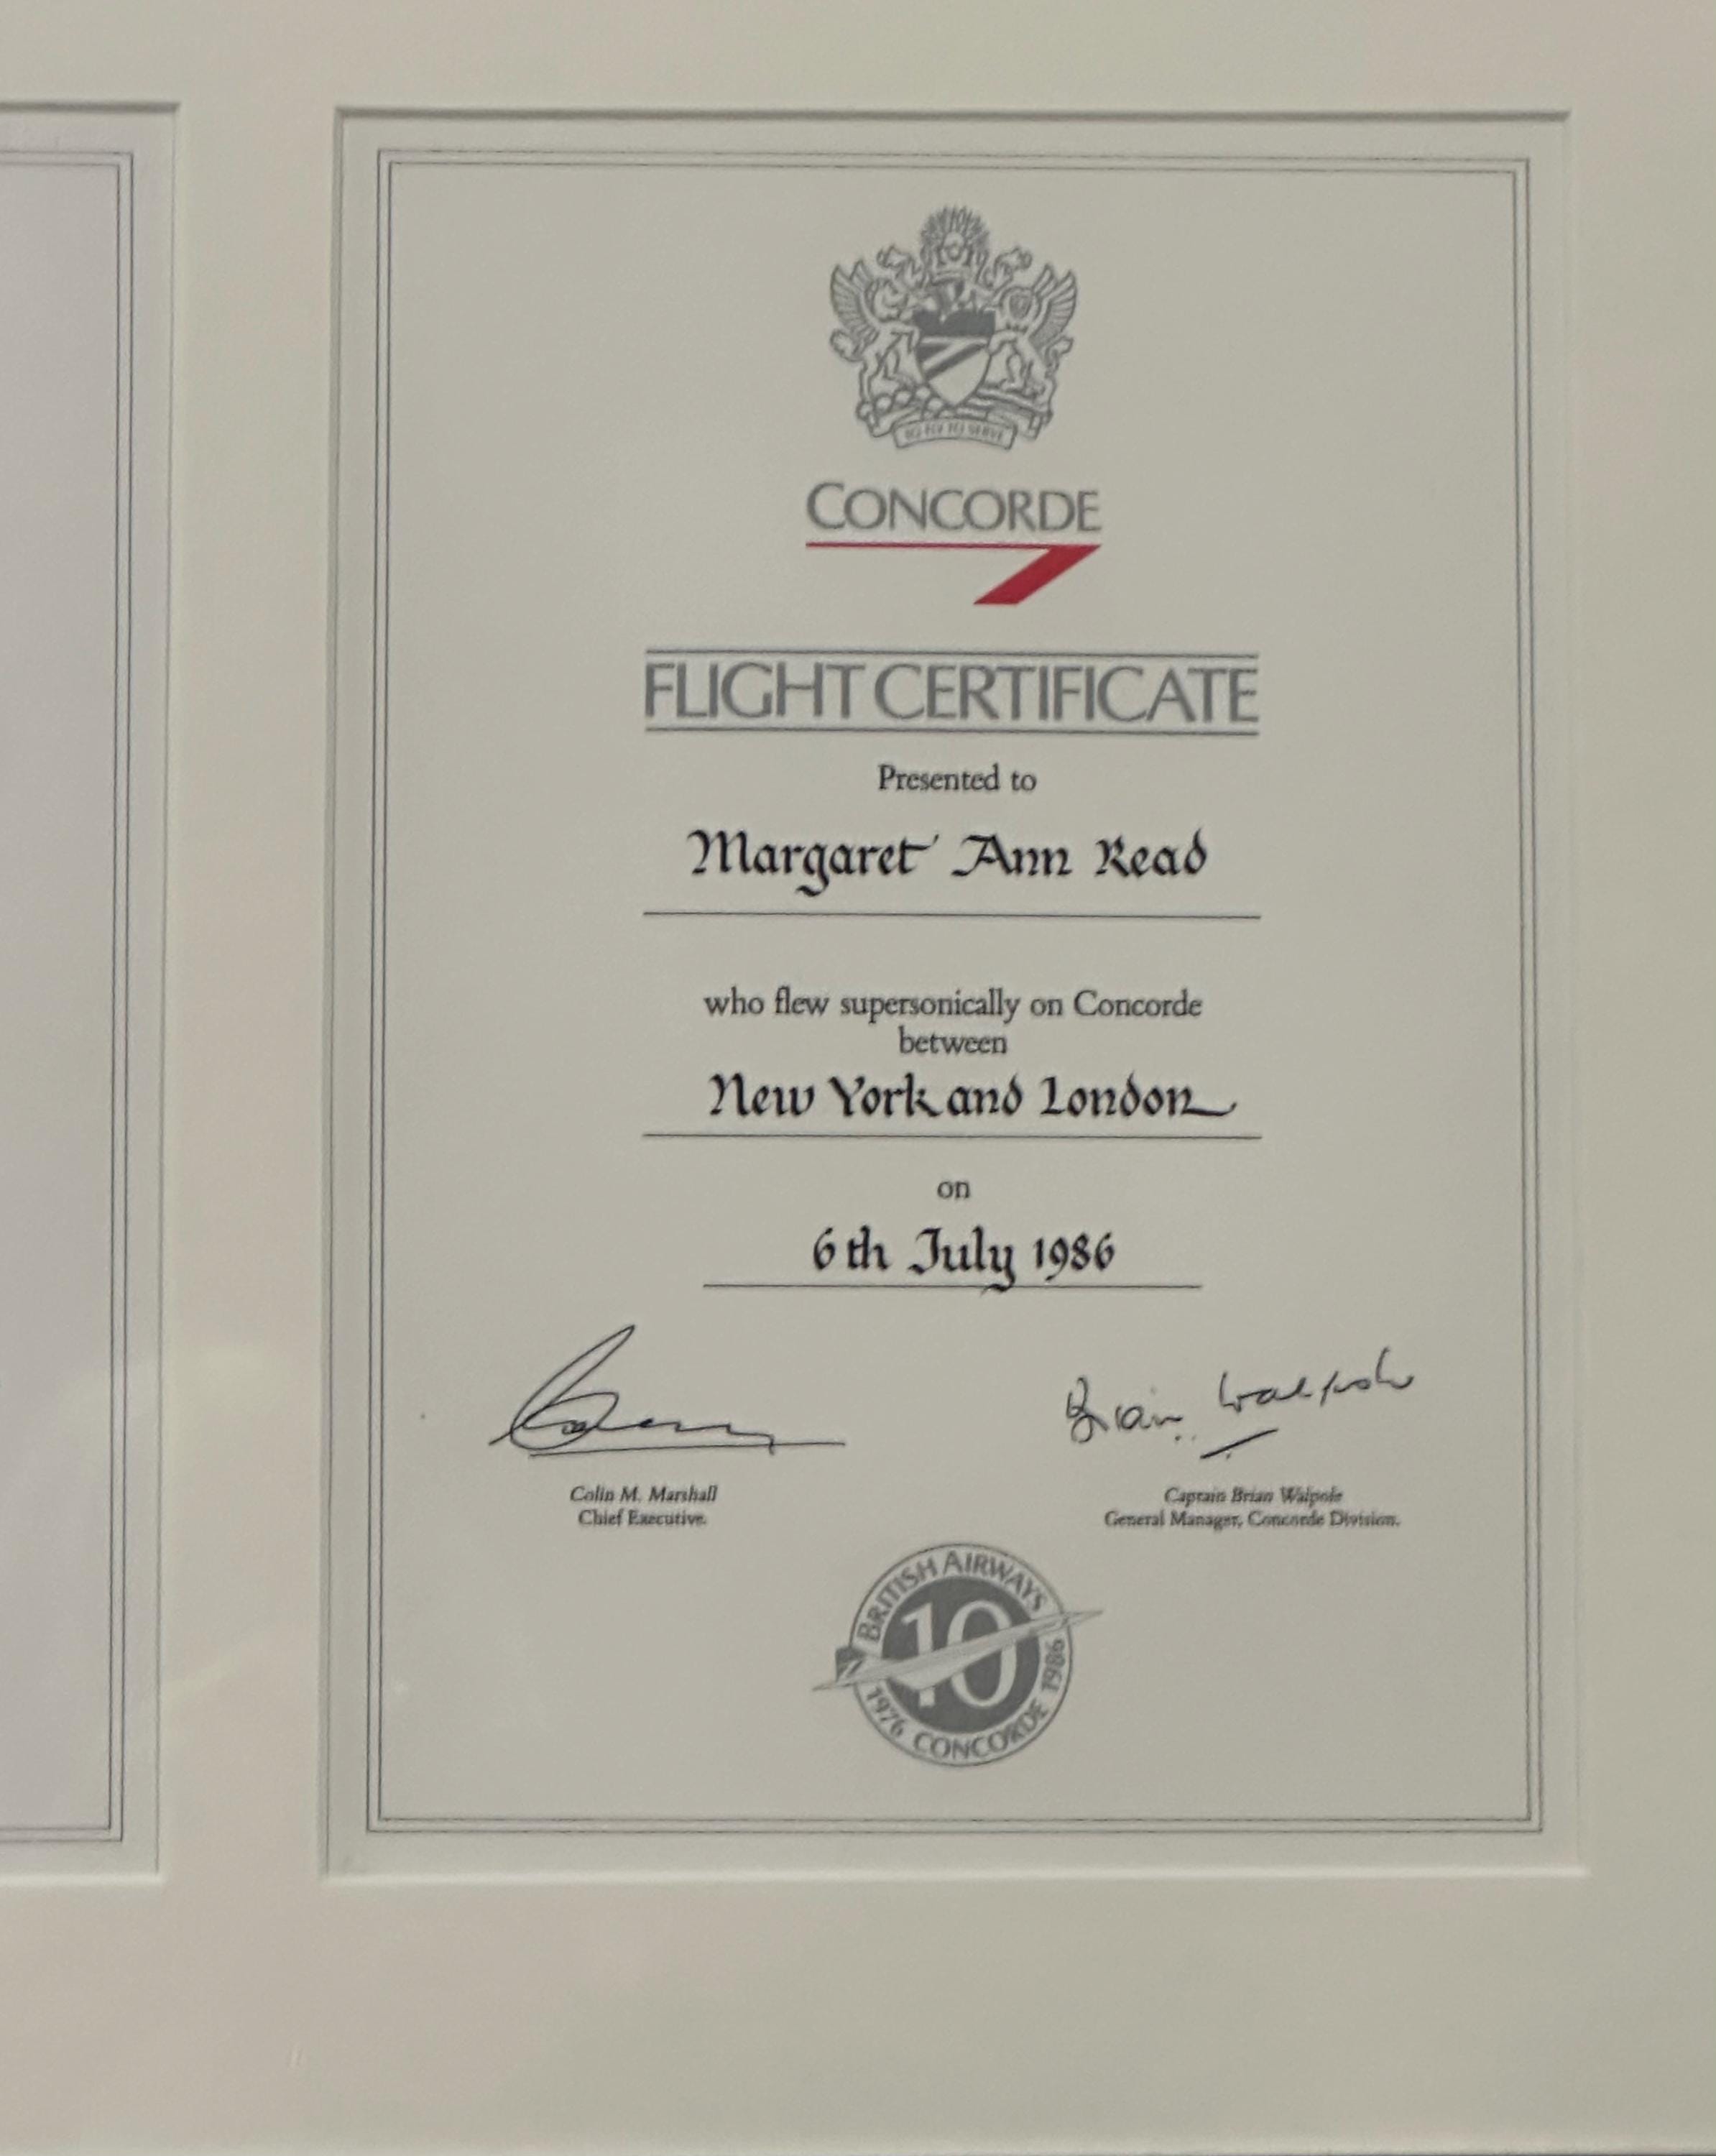 TO FLY TO SERVE
CONCORDE
FLIGHT CERTIFICATE
Presented to
Margaret Ann Read
who flew supersonically on Concorde
between
New York and London
on
6th July 1986
Brian Walpole
Colin M. Marshall
Chief Executive.
Captain Brian Walpole
General Manager, Concorde Division.
BRITISH AIRWAYS
10
1976 CONCORDE 1986